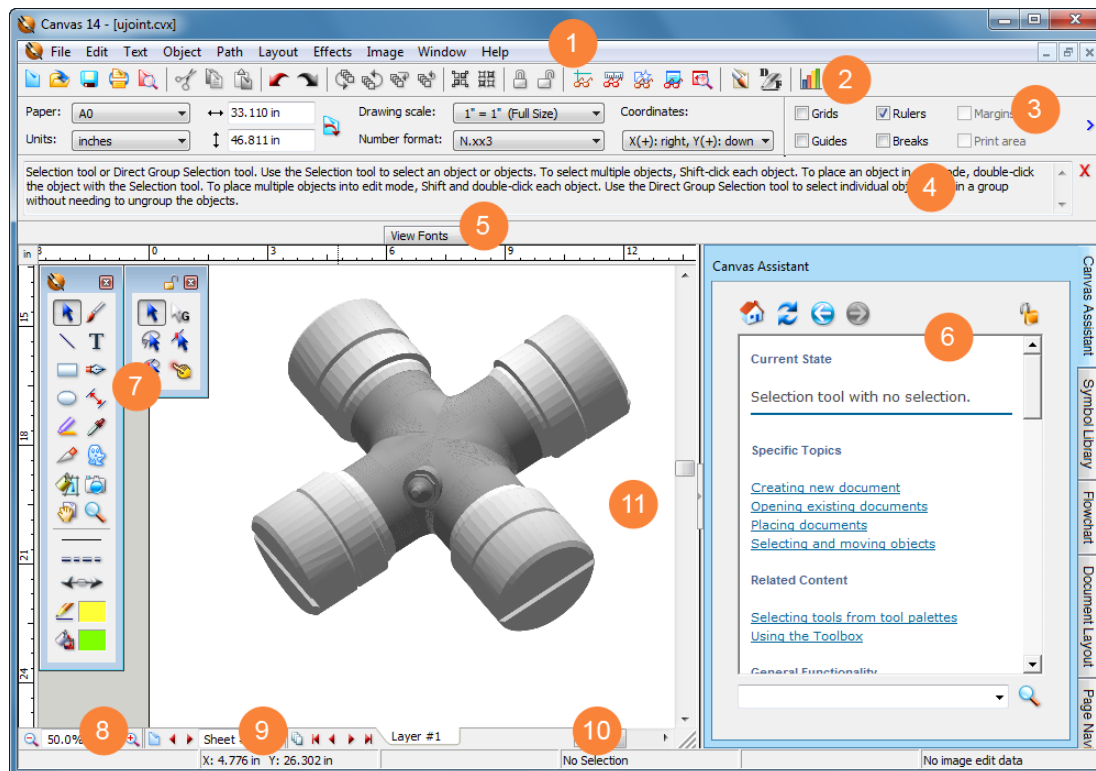 Canvas 14 - [ujoint.cvx]
File Edit Text Object Path Layout Effects Image Window Help
1
2
Paper: A0 33.110 in Drawing scale: 1" = 1" (Full Size) Coordinates: Grids Rulers Margins 3
Units: inches 46.811 in Number format: N.xx3 X(+): right, Y(+): down Guides Breaks Print area
Selection tool or Direct Group Selection tool. Use the Selection tool to select an object or objects. To select multiple objects, Shift-click each object. To place an object in mode, double-click
the object with the Selection tool. To place multiple objects into edit mode, Shift and double-click each object. Use the Direct Group Selection tool to select individual in a group
without needing to ungroup the objects.
4
View Fonts 5
in 0 3 6 9 12
15
18
21
24
G
T
7
11
Canvas Assistant
6
Current State
Selection tool with no selection.
Specific Topics
Creating new document
Opening existing documents
Placing documents
Selecting and moving objects
Related Content
Selecting tools from tool palettes
Using the Toolbox
General Functionality
Canvas Assistant
Symbol Library
Flowchart
Document Layout
Page Navi
50.0% 8 Sheet 9 Layer #1 10
X: 4.776 in Y: 26.302 in No Selection No image edit data